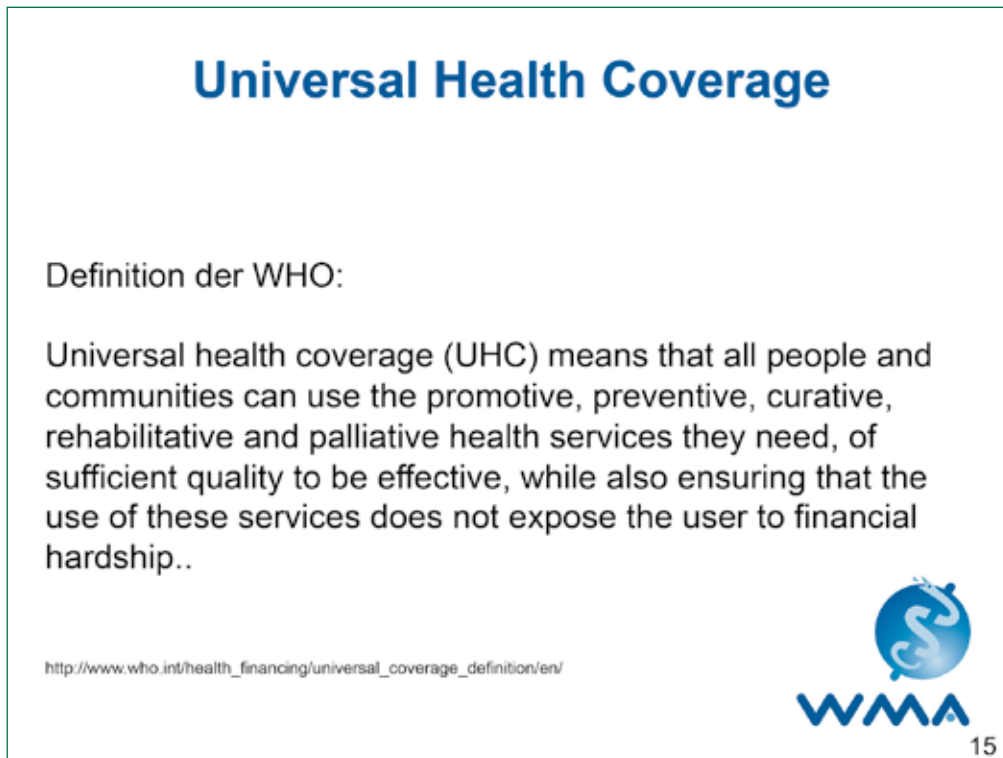 Universal Health Coverage
Definition der WHO:
Universal health coverage (UHC) means that all people and
communities can use the promotive, preventive, curative,
rehabilitative and palliative health services they need, of
sufficient quality to be effective, while also ensuring that the
use of these services does not expose the user to financial
hardship..
http://www.who.int/health_financing/universal_coverage_definition/en/
WMA
15